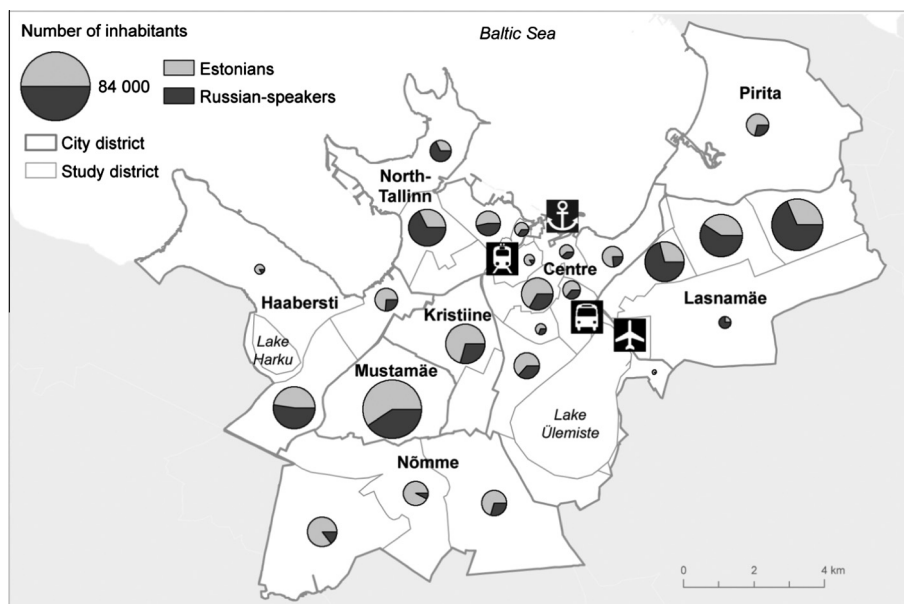 Number of inhabitants
84 000
Estonians
Russian-speakers
City district
Study district
Baltic Sea
Pirita
North-
Tallinn
Centre
Haabersti
Lasnamäe
Kristiine
Lake
Harku
Mustamäe
Lake
Ülemiste
Nõmme
0 2 4 km